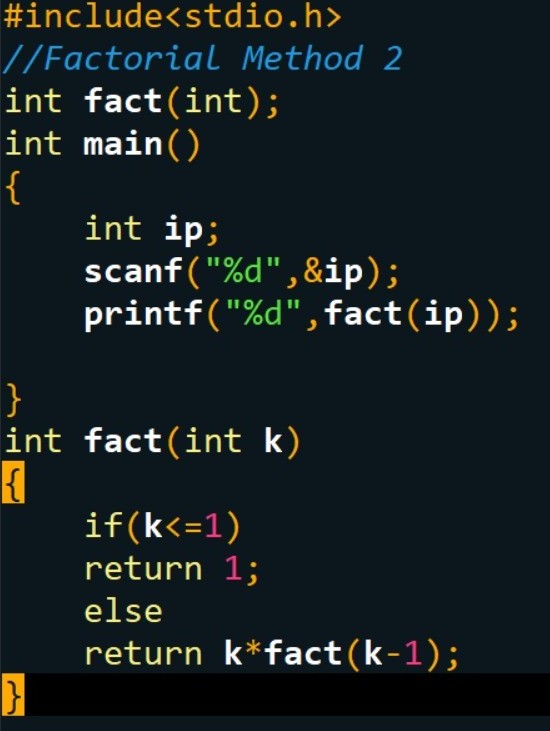 #include<stdio.h>
//Factorial Method 2
int fact(int);
int main()
{
    int ip;
    scanf("%d",&ip);
    printf("%d",fact(ip));

}
int fact(int k)
{
    if(k<=1)
    return 1;
    else
    return k*fact(k-1);
}